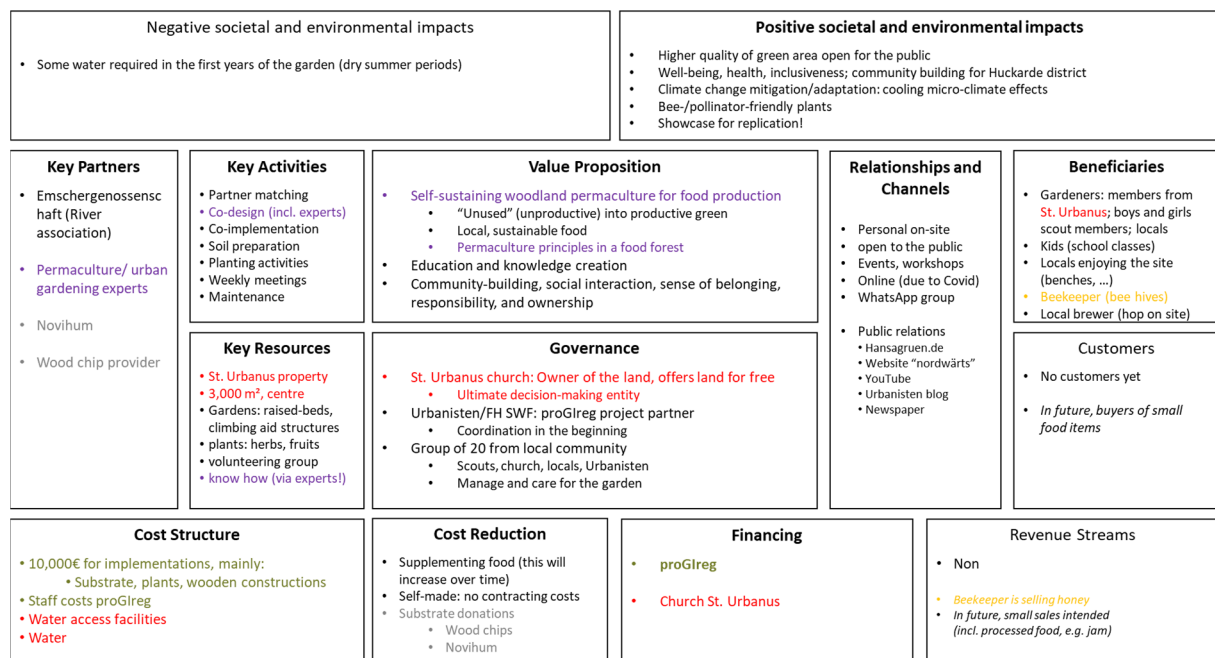 Negative societal and environmental impacts
• Some water required in the first years of the garden (dry summer periods)
Positive societal and environmental impacts
• Higher quality of green area open for the public
• Well-being, health, inclusiveness; community building for Huckarde district
• Climate change mitigation/adaptation: cooling micro-climate effects
• Bee-/pollinator-friendly plants
• Showcase for replication!
Key Partners
• Emschergenossensc
haft (River
association)
• Permaculture/ urban
gardening experts
• Novihum
• Wood chip provider
Key Activities
• Partner matching
• Co-design (incl. experts)
• Co-implementation
• Soil preparation
• Planting activities
• Weekly meetings
• Maintenance
Key Resources
• St. Urbanus property
• 3,000 m², centre
• Gardens: raised-beds,
climbing aid structures
• plants: herbs, fruits
• volunteering group
• know how (via experts!)
Value Proposition
• Self-sustaining woodland permaculture for food production
• “Unused” (unproductive) into productive green
• Local, sustainable food
• Permaculture principles in a food forest
• Education and knowledge creation
• Community-building, social interaction, sense of belonging,
responsibility, and ownership
Governance
• St. Urbanus church: Owner of the land, offers land for free
• Ultimate decision-making entity
• Urbanisten/FH SWF: proGIreg project partner
• Coordination in the beginning
• Group of 20 from local community
• Scouts, church, locals, Urbanisten
• Manage and care for the garden
Relationships and
Channels
• Personal on-site
• open to the public
• Events, workshops
• Online (due to Covid)
• WhatsApp group
• Public relations
• Hansagruen.de
• Website “nordwärts”
• YouTube
• Urbanisten blog
• Newspaper
Beneficiaries
• Gardeners: members from
St. Urbanus; boys and girls
scout members; locals
• Kids (school classes)
• Locals enjoying the site
(benches, …)
• Beekeeper (bee hives)
• Local brewer (hop on site)
Customers
• No customers yet
• In future, buyers of small
food items
Cost Structure
• 10,000€ for implementations, mainly:
• Substrate, plants, wooden constructions
• Staff costs proGIreg
• Water access facilities
• Water
Cost Reduction
• Supplementing food (this will
increase over time)
• Self-made: no contracting costs
• Substrate donations
• Wood chips
• Novihum
Financing
• proGIreg
• Church St. Urbanus
Revenue Streams
• Non
• Beekeeper is selling honey
• In future, small sales intended
(incl. processed food, e.g. jam)